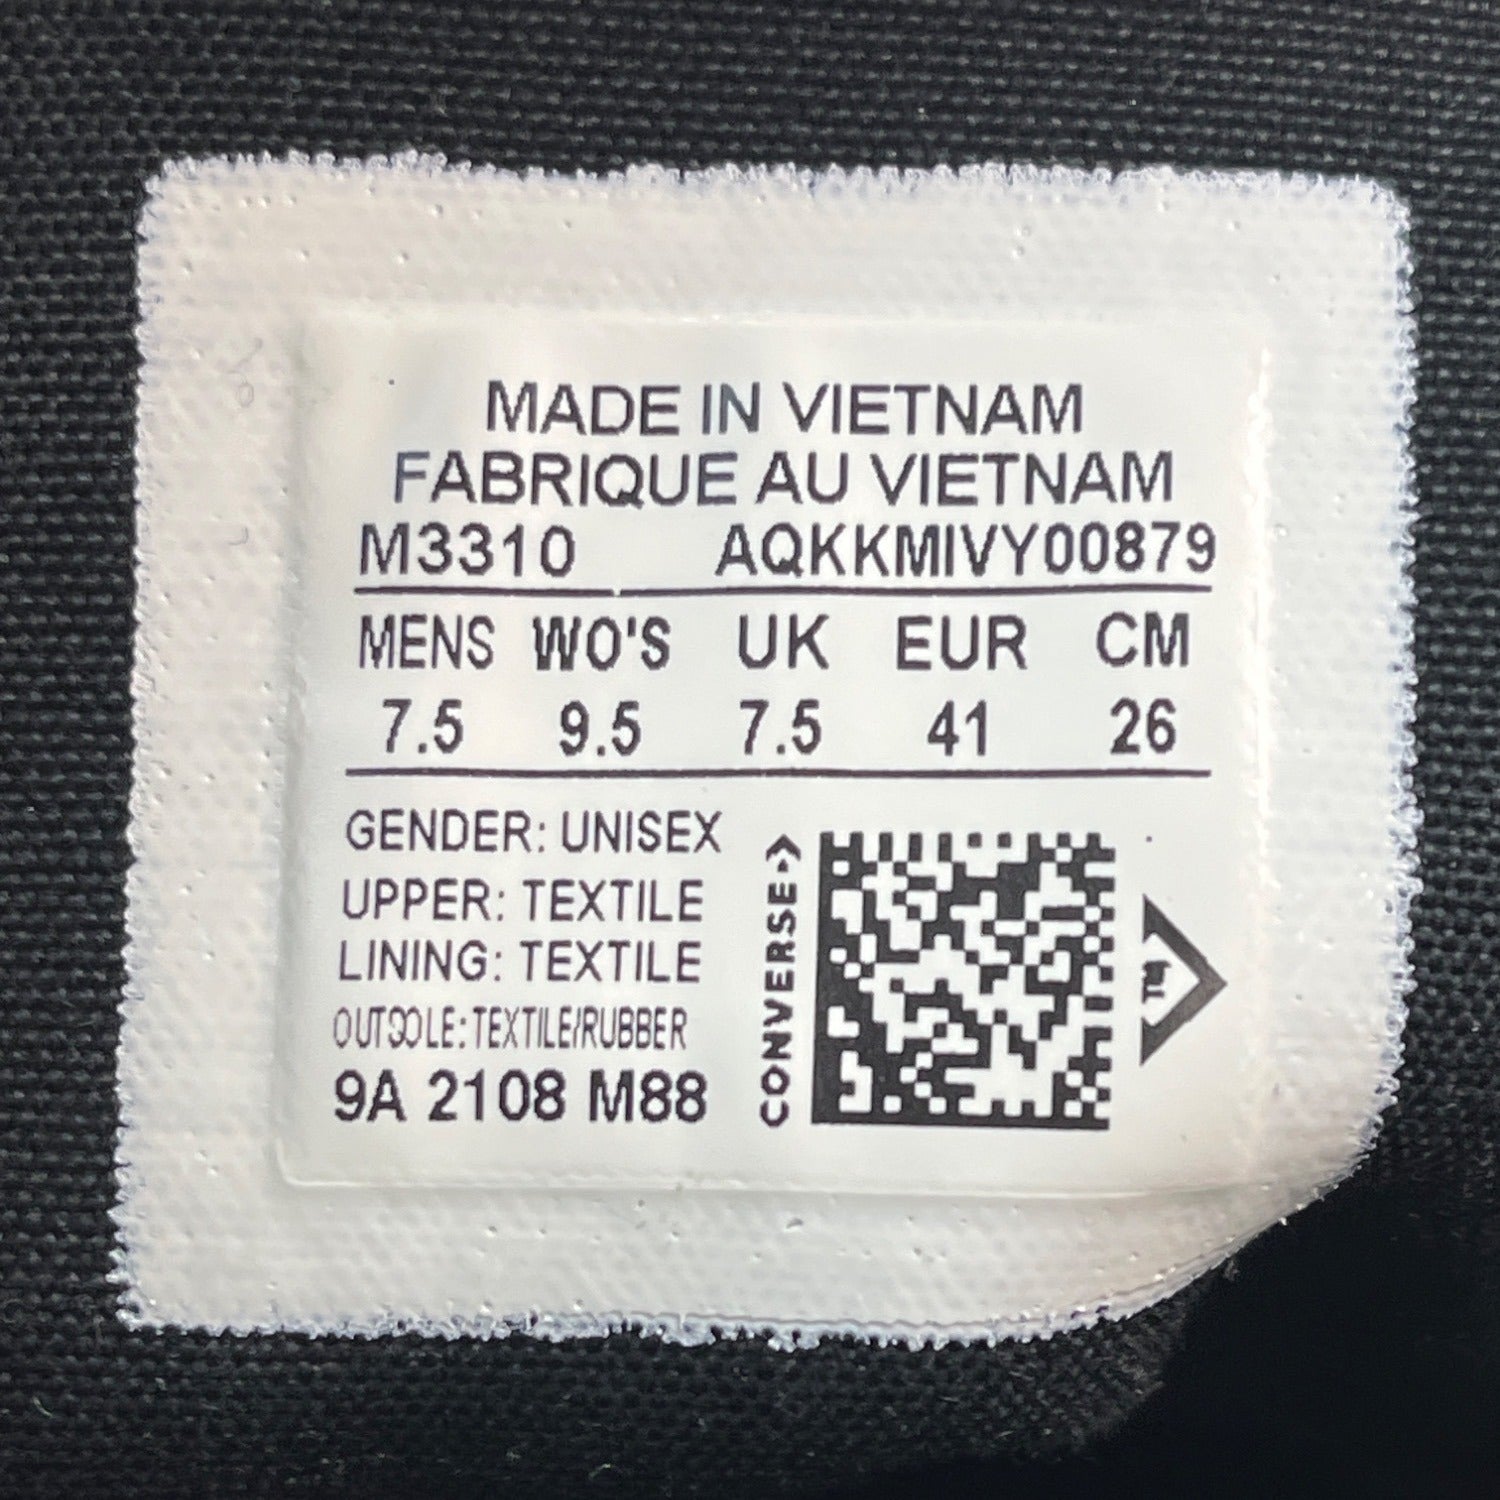 MADE IN VIETNAM
FABRIQUE AU VIETNAM
M3310 AQKKMIVY00879
MENS WO'S UK EUR CM
7.5 9.5 7.5 41 26
GENDER: UNISEX
UPPER: TEXTILE
LINING: TEXTILE
OUTSOLE: TEXTILE/RUBBER
9A 2108 M88
CONVERSE